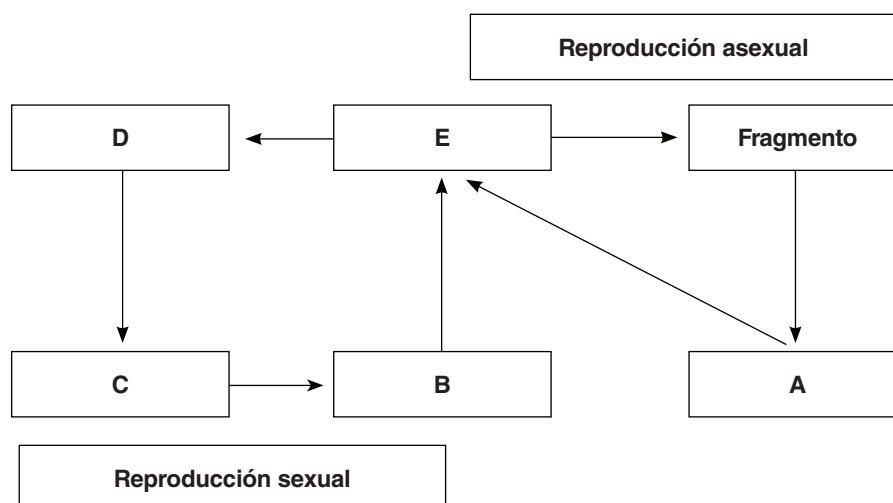 Reproducción asexual
D
E
Fragmento
C
B
A
Reproducción sexual